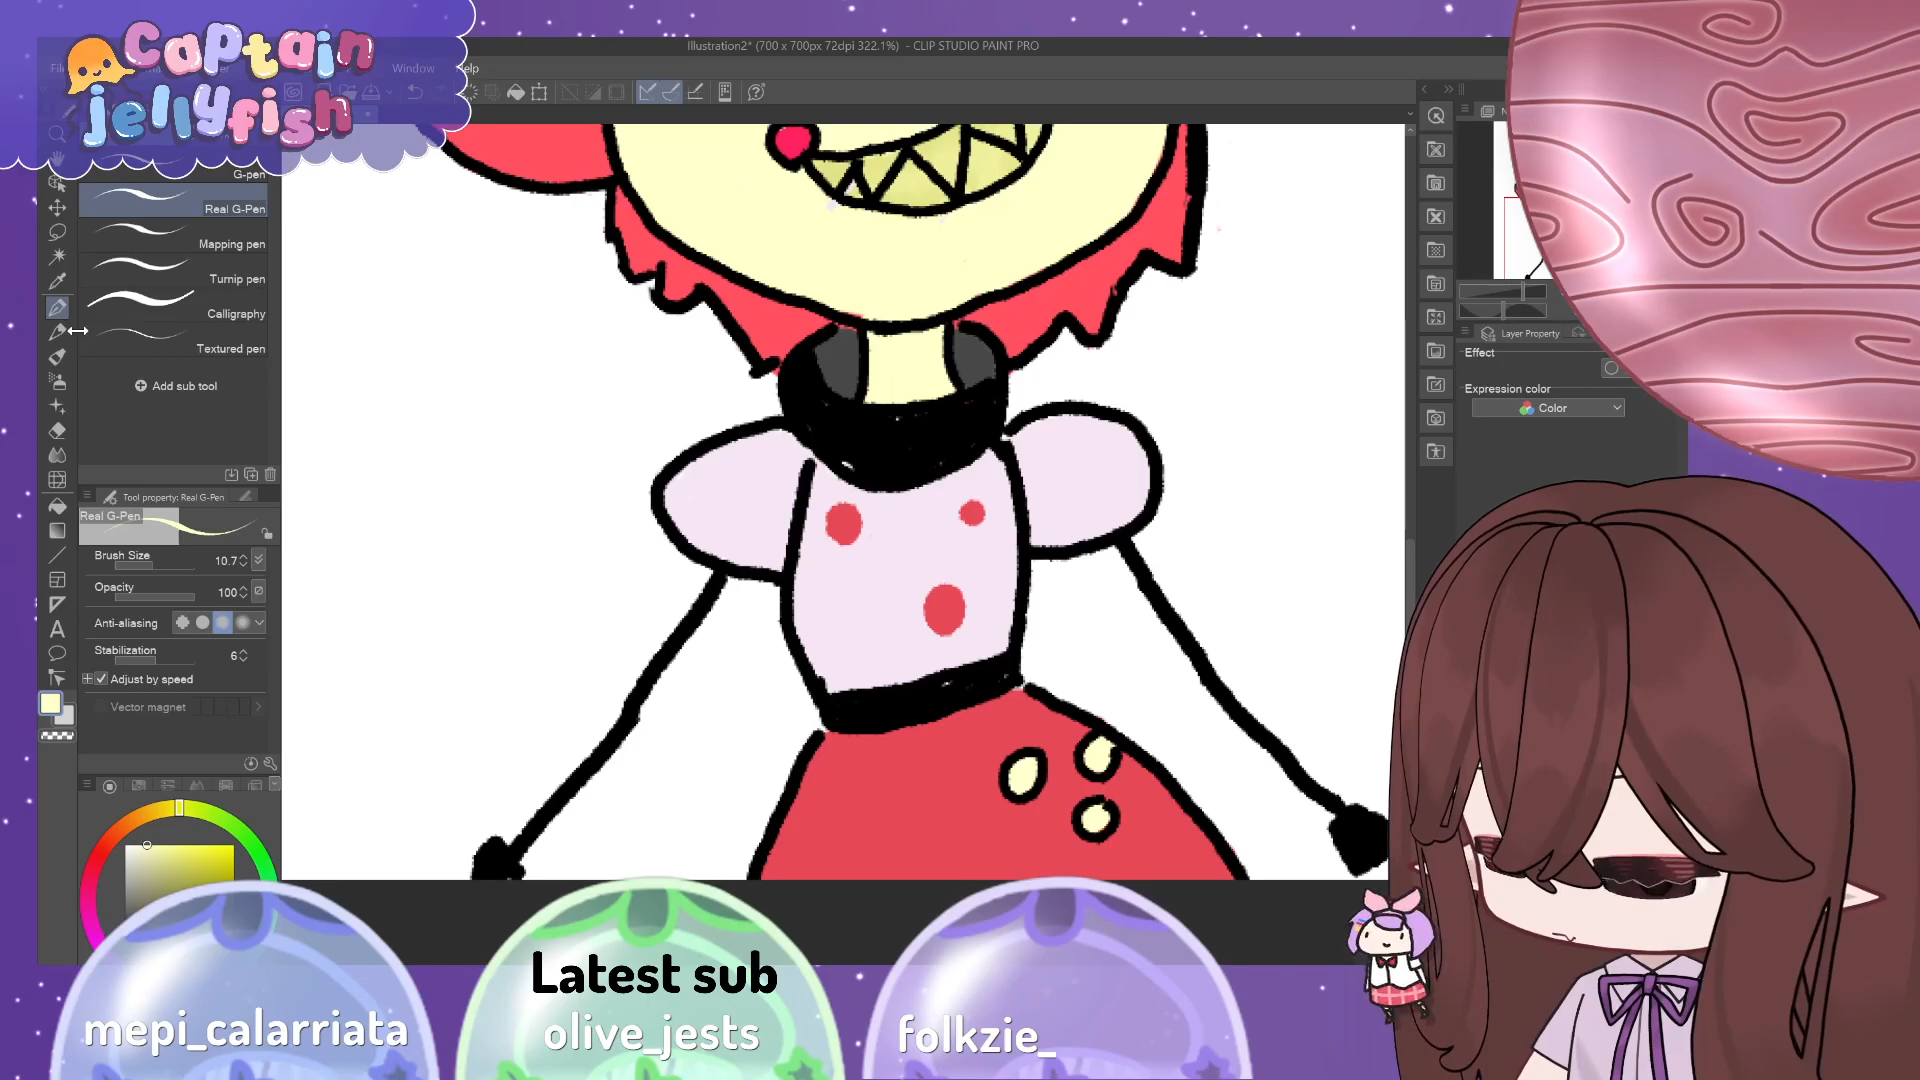 Captain
jellyfish
Illustration2* (700 x 700px 72dpi 322.1%) - CLIP STUDIO PAINT PRO
Window
G-pen
Real G-Pen
Mapping pen
Turnip pen
Calligraphy
Textured pen
Add sub tool
Tool property: Real G-Pen
Real G-Pen
Brush Size 10.7
Opacity 100
Anti-aliasing
Stabilization 6
Adjust by speed
Vector magnet
Layer Property
Effect
Expression color
Color
mepi_calarriata
Latest sub
olive_jests
folkzie_